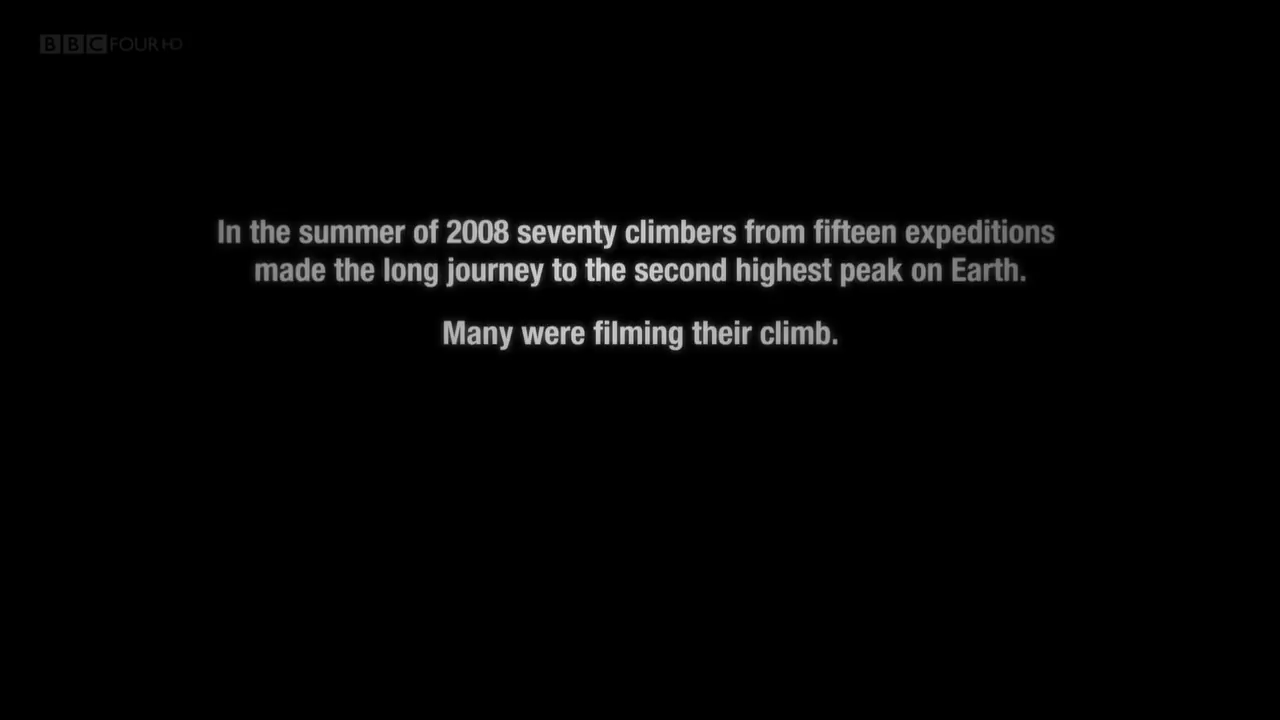 BBC FOUR HD
In the summer of 2008 seventy climbers from fifteen expeditions
made the long journey to the second highest peak on Earth.
Many were filming their climb.